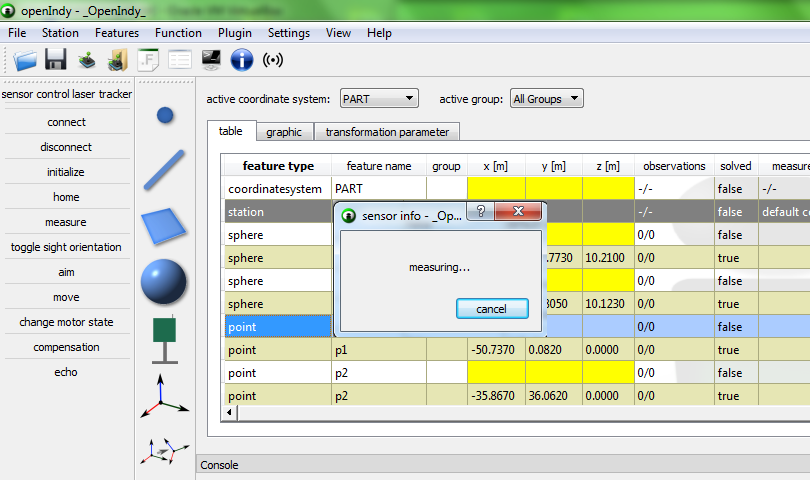 openIndy - _OpenIndy_
File Station Features Function Plugin Settings View Help
sensor control laser tracker
connect
disconnect
initialize
home
measure
toggle sight orientation
aim
move
change motor state
compensation
echo
active coordinate system: PART active group: All Groups
table graphic transformation parameter
feature type feature name group x [m] y [m] z [m] observations solved measure
coordinatesystem PART -/- false -/-
station -/- false default co
sphere 0/0 false
sphere .7730 10.2100 0/0 true
sphere 0/0 false
sphere 3050 10.1230 0/0 true
point 0/0 false
point p1 -50.7370 0.0820 0.0000 0/0 true
point p2 0/0 false
point p2 -35.8670 36.0620 0.0000 0/0 true
sensor info - _Op...
measuring...
cancel
Console